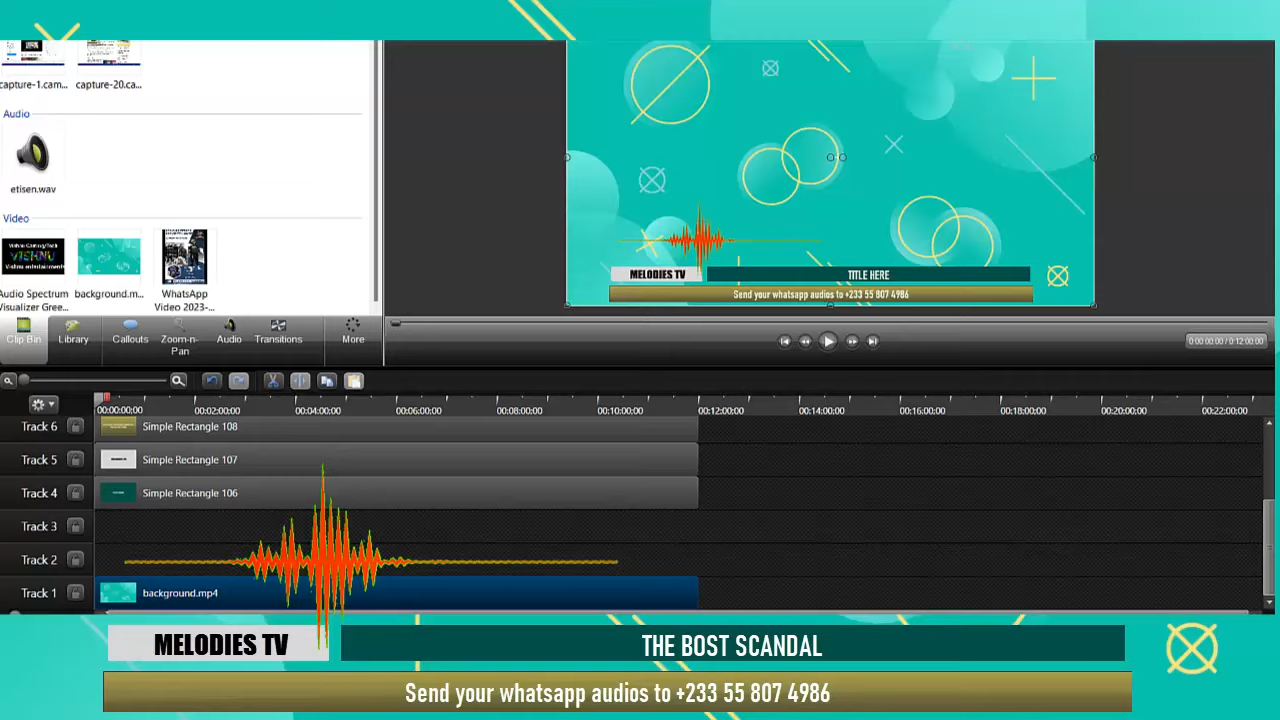 capture-1.cam...
capture-20.ca...
Audio
etisen.wav
Video
Vishnu Gaming/Tech
VISHNU
Vishnu entertainment
Audio Spectrum
Visualizer Gree...
background.m...
WhatsApp
Video 2023-...
Clip Bin
Library
Callouts
Zoom-n-
Pan
Audio
Transitions
More
MELODIES TV
TITLE HERE
Send your whatsapp audios to +233 55 807 4986
0:00:00;00 / 0:12:00;00
00:00:00;00
00:02:00;00
00:04:00;00
00:06:00;00
00:08:00;00
00:10:00;00
00:12:00;00
00:14:00;00
00:16:00;00
00:18:00;00
00:20:00;00
00:22:00;00
Track 6
Simple Rectangle 108
Track 5
Simple Rectangle 107
Track 4
Simple Rectangle 106
Track 3
Track 2
Track 1
background.mp4
MELODIES TV
THE BOST SCANDAL
Send your whatsapp audios to +233 55 807 4986